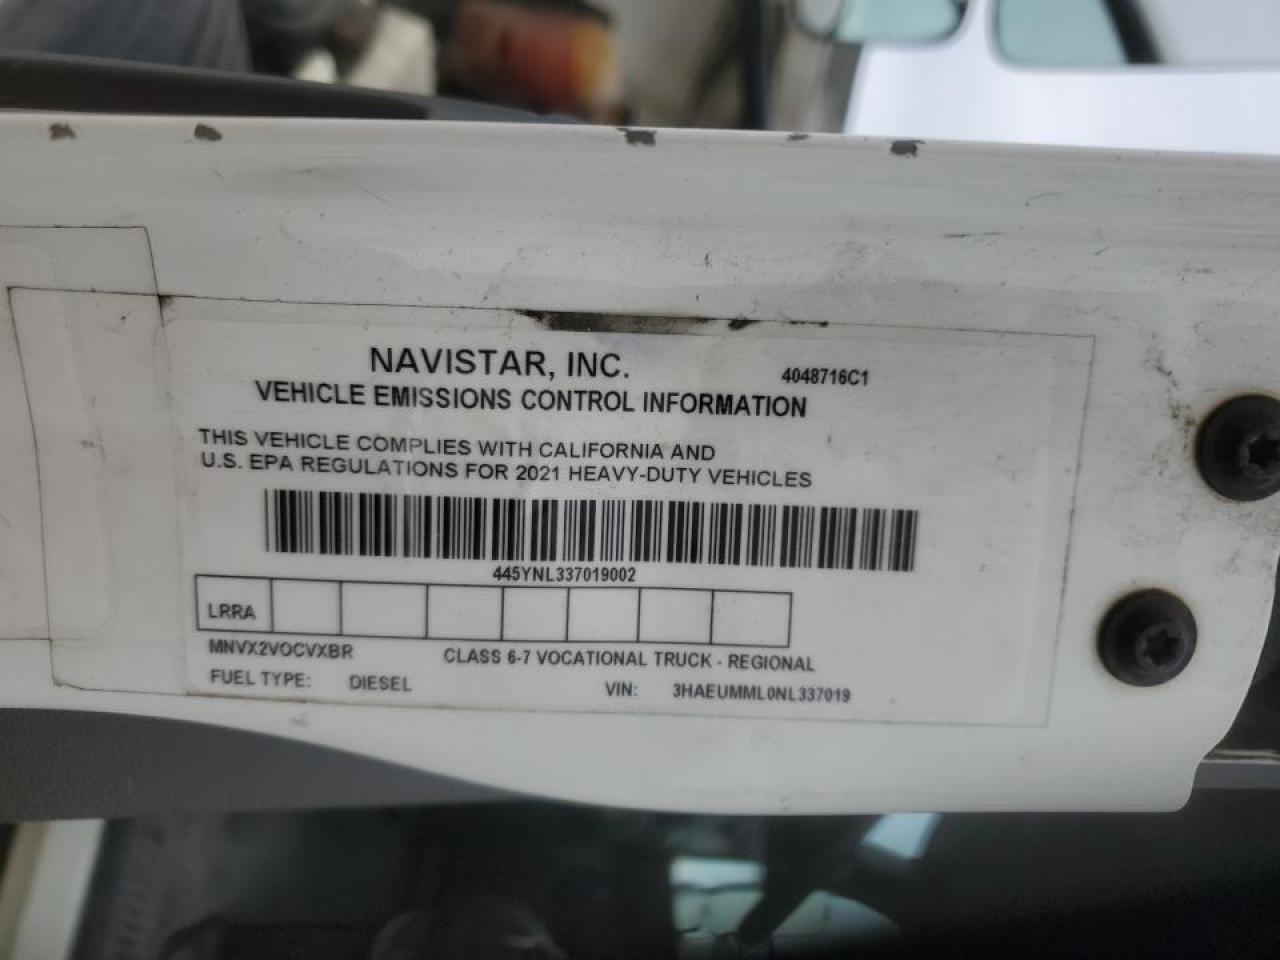 NAVISTAR, INC.
4048716C1
VEHICLE EMISSIONS CONTROL INFORMATION
THIS VEHICLE COMPLIES WITH CALIFORNIA AND
U.S. EPA REGULATIONS FOR 2021 HEAVY-DUTY VEHICLES
445YNL337019002
LRRA
MNVX2VOCVXBR CLASS 6-7 VOCATIONAL TRUCK - REGIONAL
FUEL TYPE: DIESEL VIN: 3HAEUMML0NL337019